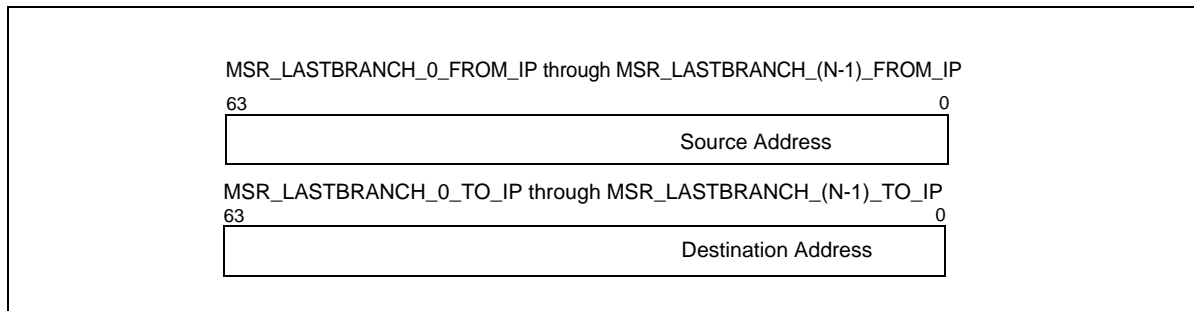 MSR_LASTBRANCH_0_FROM_IP through MSR_LASTBRANCH_(N-1)_FROM_IP
63 0
Source Address
MSR_LASTBRANCH_0_TO_IP through MSR_LASTBRANCH_(N-1)_TO_IP
63 0
Destination Address